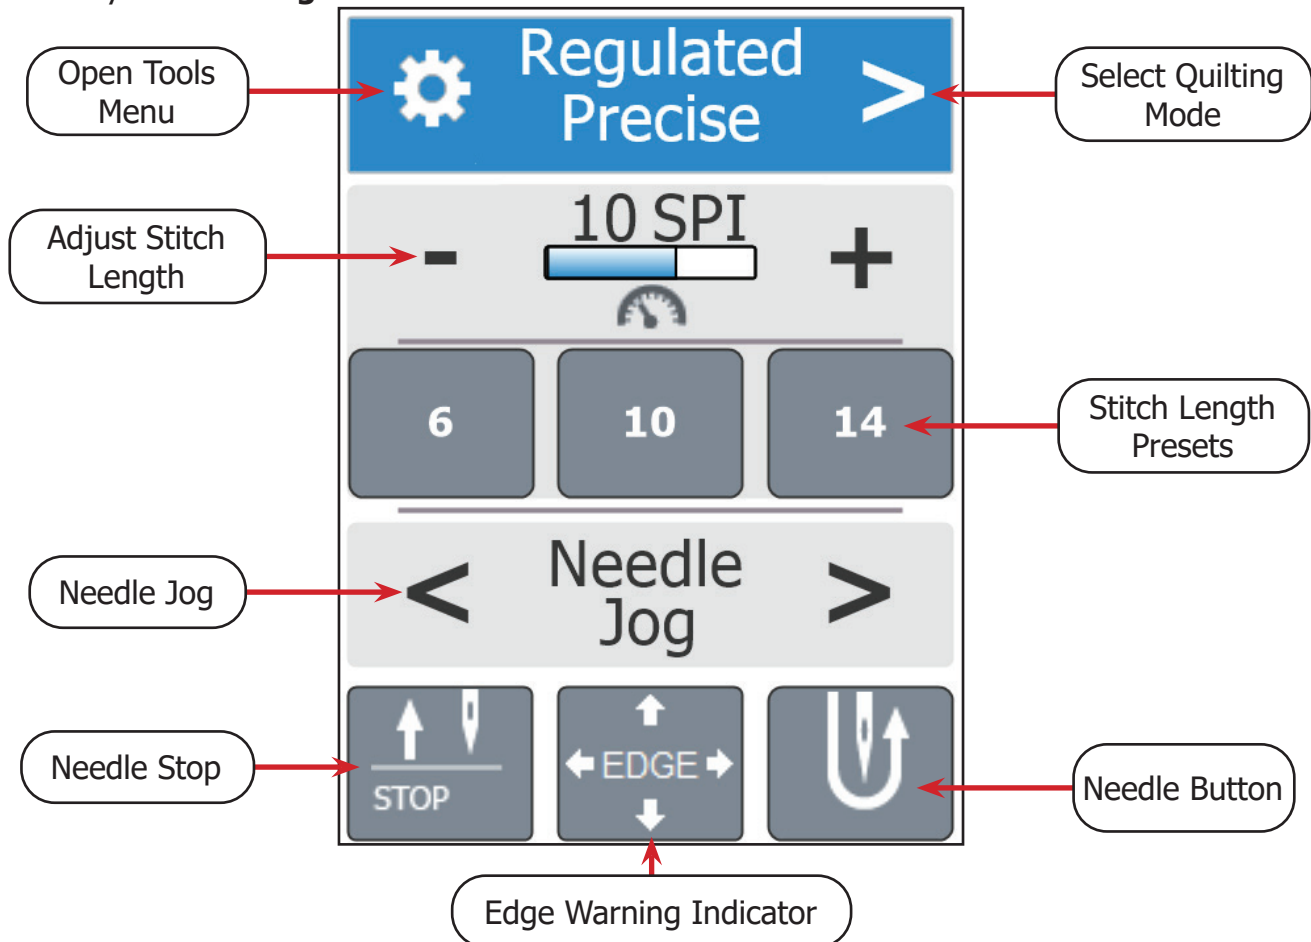 Regulated
Precise
>
Open Tools
Menu
Select Quilting
Mode
10 SPI
-
+
Adjust Stitch
Length
6
10
14
Stitch Length
Presets
Needle
Jog
<
>
Needle Jog
STOP
EDGE
Needle Stop
Needle Button
Edge Warning Indicator